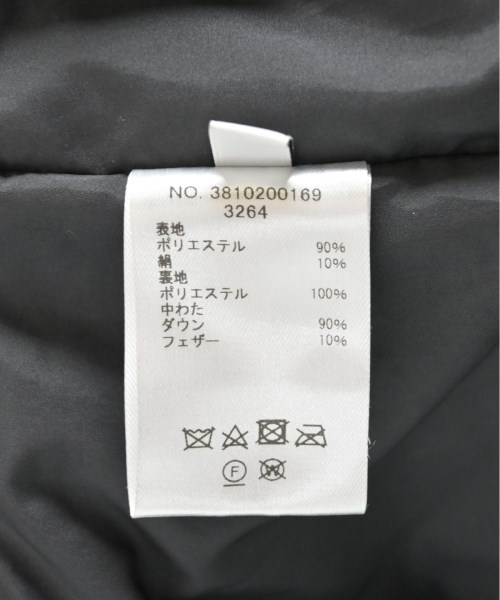 NO. 3810200169
3264
表地
ポリエステル 90%
絹 10%
裏地
ポリエステル 100%
中わた
ダウン 90%
フェザー 10%
F
W